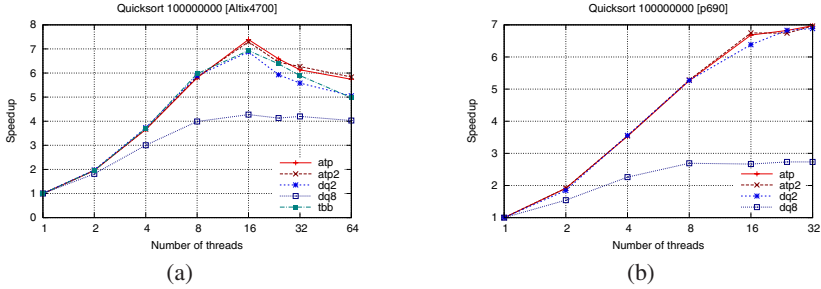 Quicksort 100000000 [Altix4700]
8
7
6
5
4
3
2
1
0
Speedup
1
2
4
8
16
32
64
Number of threads
atp
atp2
dq2
dq8
tbb
(a)
Quicksort 100000000 [p690]
7
6
5
4
3
2
1
Speedup
1
2
4
8
16
32
Number of threads
atp
atp2
dq2
dq8
(b)